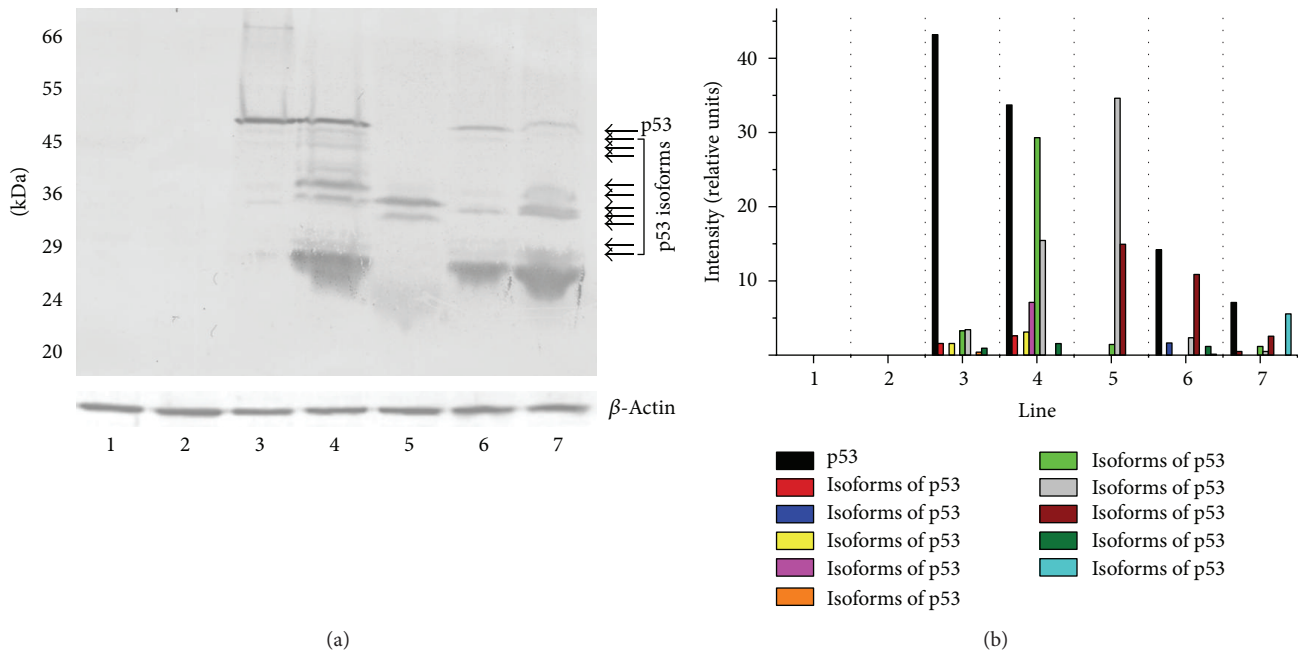 66
55
45
36
29
24
20
(kDa)
p53
p53 isoforms
β-Actin
1 2 3 4 5 6 7
(a)
Intensity (relative units)
40
30
20
10
1 2 3 4 5 6 7
Line
p53
Isoforms of p53
Isoforms of p53
Isoforms of p53
Isoforms of p53
Isoforms of p53
Isoforms of p53
Isoforms of p53
Isoforms of p53
Isoforms of p53
Isoforms of p53
(b)